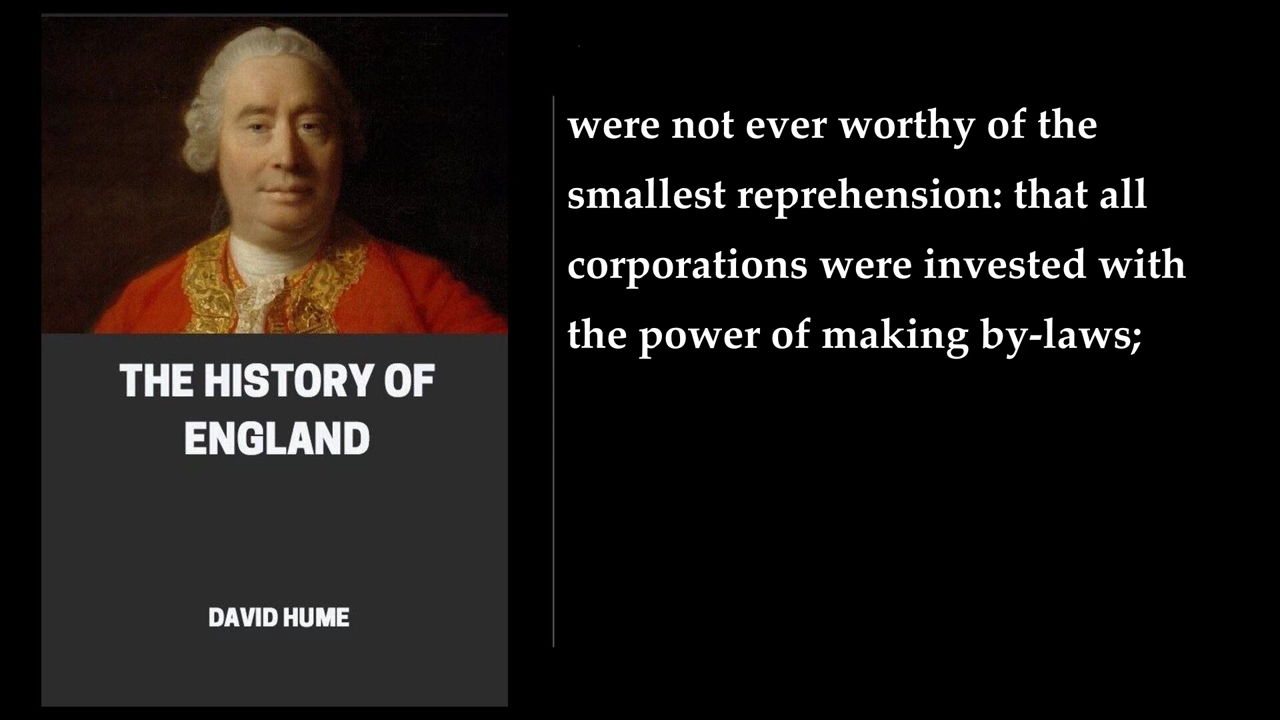 THE HISTORY OF
ENGLAND
DAVID HUME
were not ever worthy of the
smallest reprehension: that all
corporations were invested with
the power of making by-laws;